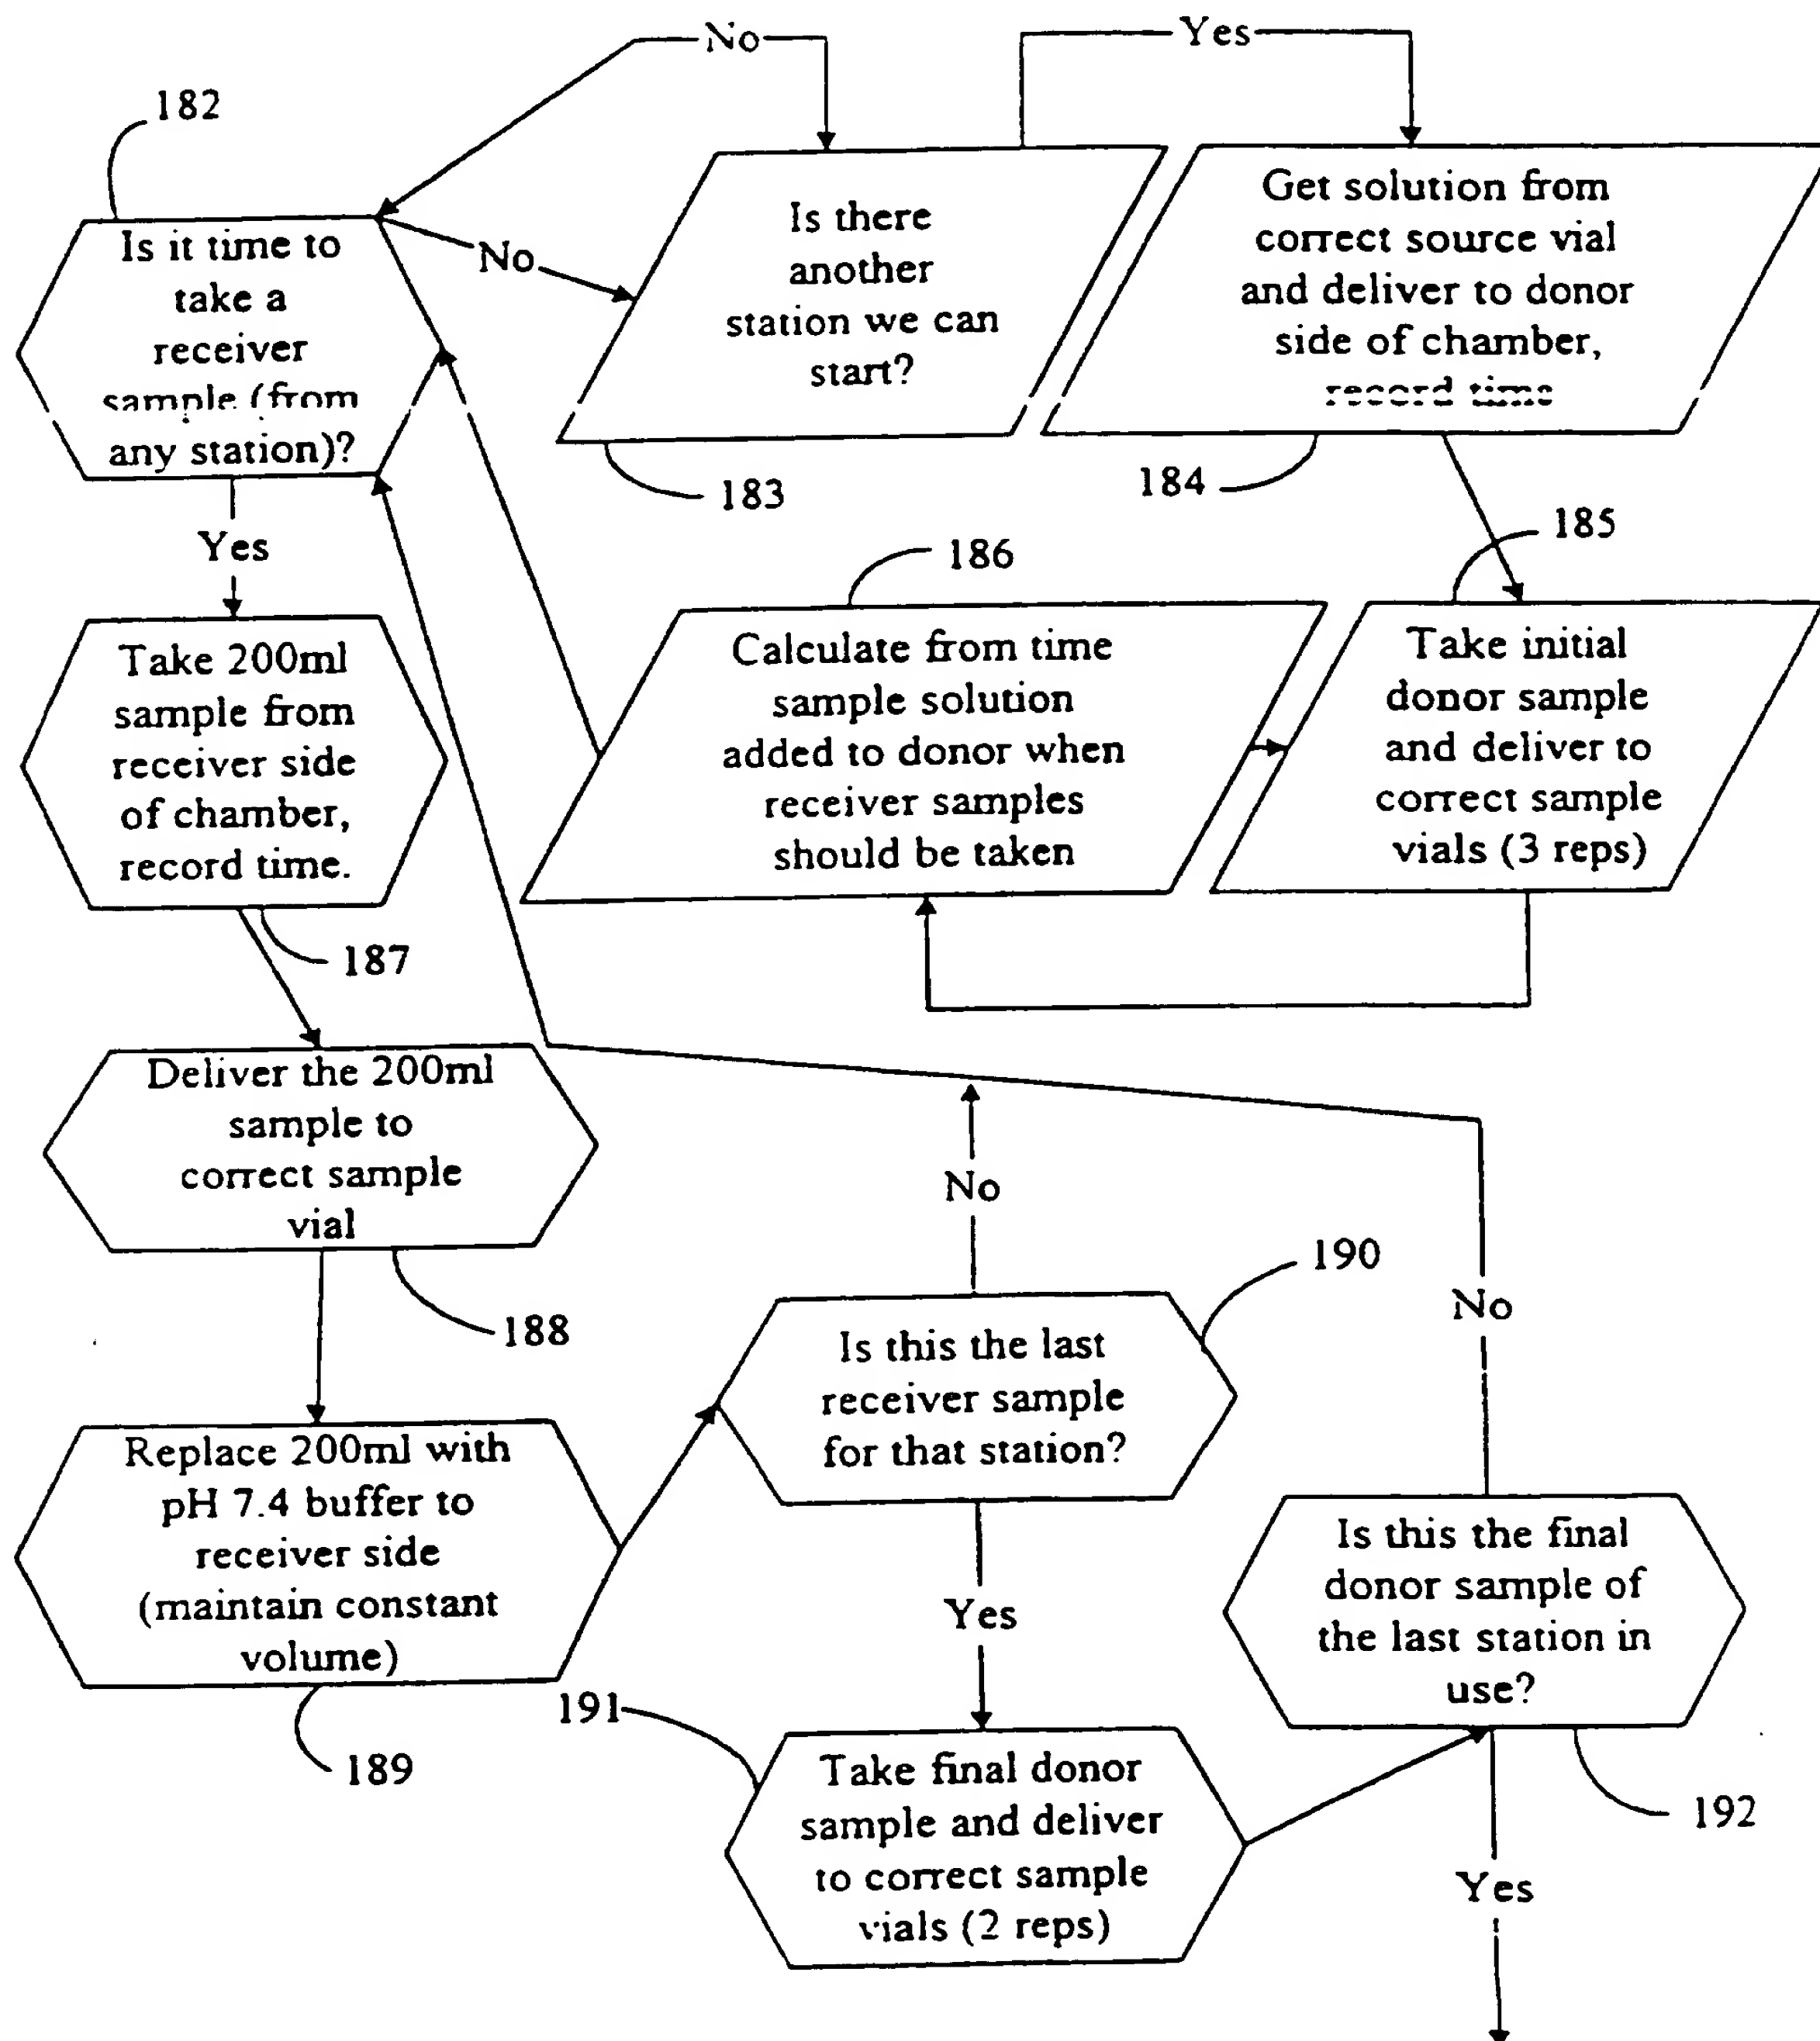 No
Yes
182
Is it time to
take a
receiver
sample (from
any station)?
No
Is there
another
station we can
start?
183
Get solution from
correct source vial
and deliver to donor
side of chamber,
record time
184
185
Yes
186
Take 200ml
sample from
receiver side
of chamber,
record time.
187
Calculate from time
sample solution
added to donor when
receiver samples
should be taken
Take initial
donor sample
and deliver to
correct sample
vials (3 reps)
Deliver the 200ml
sample to
correct sample
vial
188
No
190
Is this the last
receiver sample
for that station?
No
Replace 200ml with
pH 7.4 buffer to
receiver side
(maintain constant
volume)
189
Yes
Is this the final
donor sample of
the last station in
use?
191
Take final donor
sample and deliver
to correct sample
vials (2 reps)
192
Yes